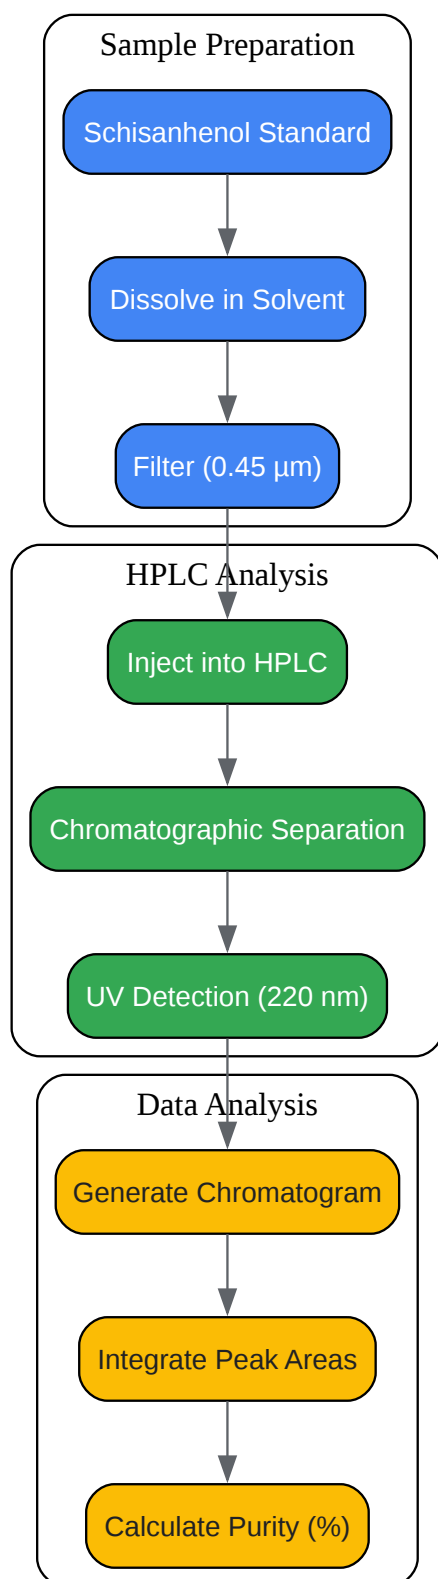 Sample Preparation
Schisanhenol Standard
Dissolve in Solvent
Filter (0.45 µm)
HPLC Analysis
Inject into HPLC
Chromatographic Separation
UV Detection (220 nm)
Data Analysis
Generate Chromatogram
Integrate Peak Areas
Calculate Purity (%)